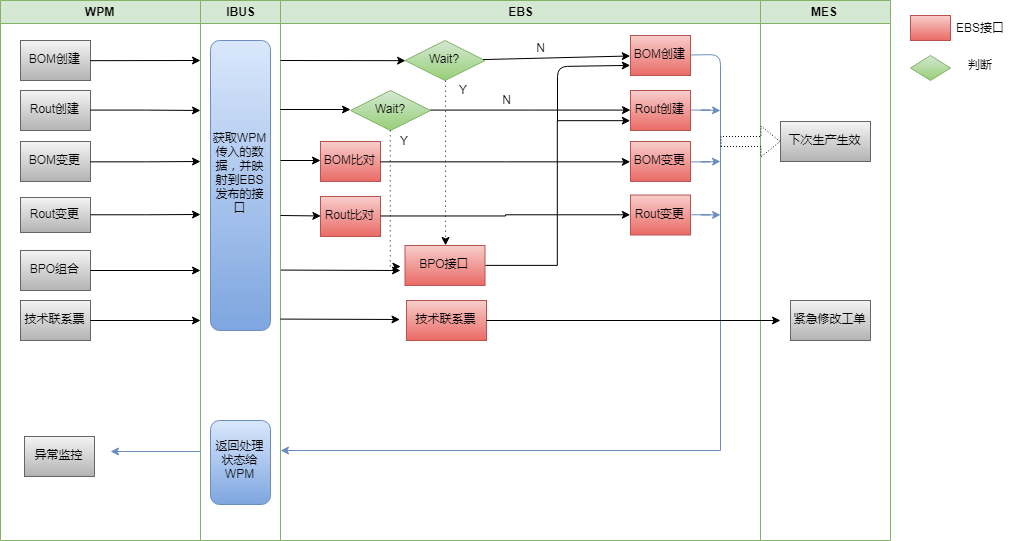 WPM
IBUS
EBS
MES
EBS接口
判断
BOM创建
Wait?
N
BOM创建
Y
Rout创建
Wait?
N
Rout创建
Y
获取WPM
传入的数
据，并映
射到EBS
发布的接
口
下次生产生效
BOM变更
BOM比对
BOM变更
Rout变更
Rout比对
Rout变更
BPO组合
BPO接口
技术联系票
技术联系票
紧急修改工单
异常监控
返回处理
状态给
WPM